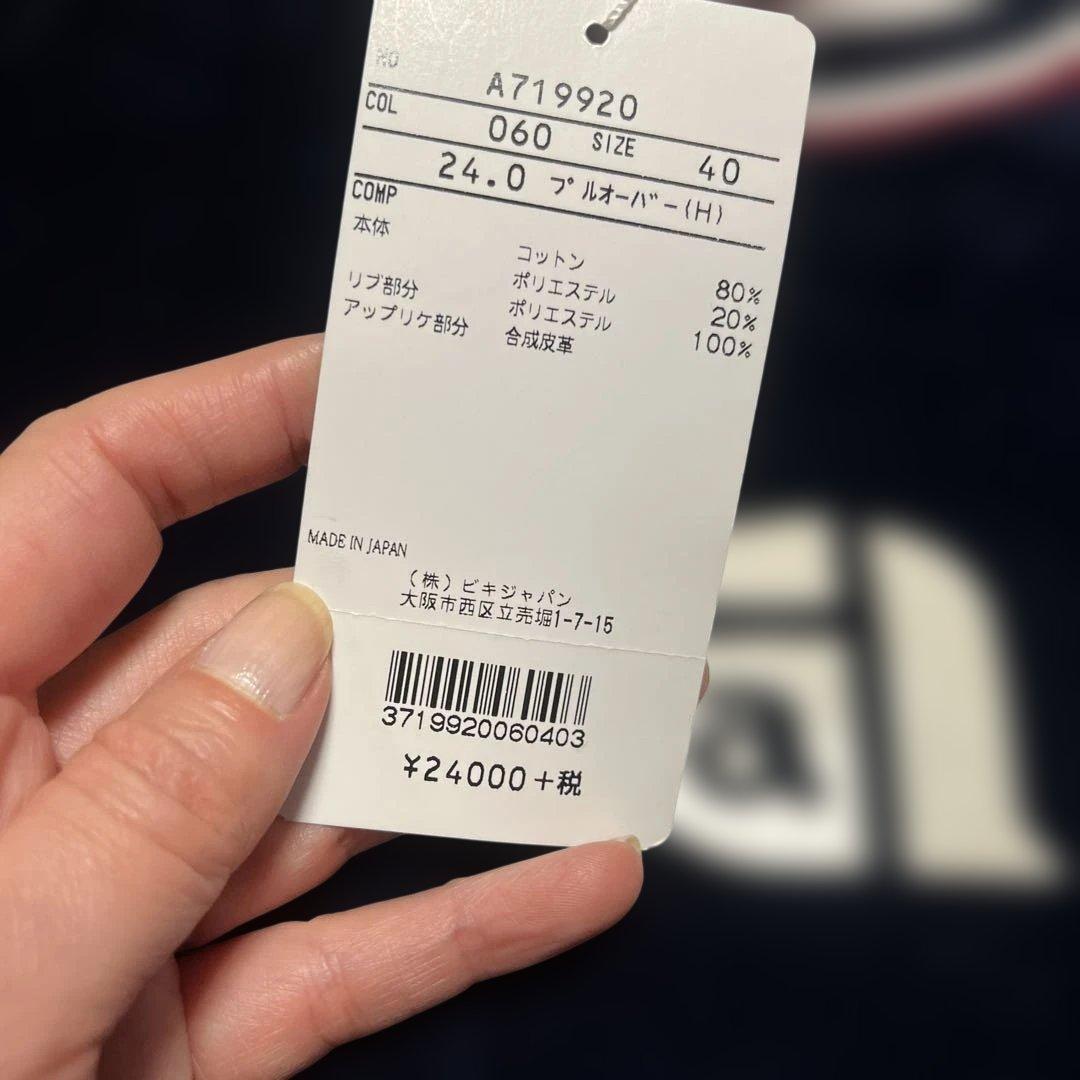 NO A719920
COL 060 SIZE 40
24.0 プルオーバー(H)
COMP
本体 コットン 80%
ポリエステル 20%
リブ部分 ポリエステル 100%
アップリケ部分 合成皮革
MADE IN JAPAN
(株)ビキジャパン
大阪市西区立売堀1-7-15
3719920060403
¥24000+税